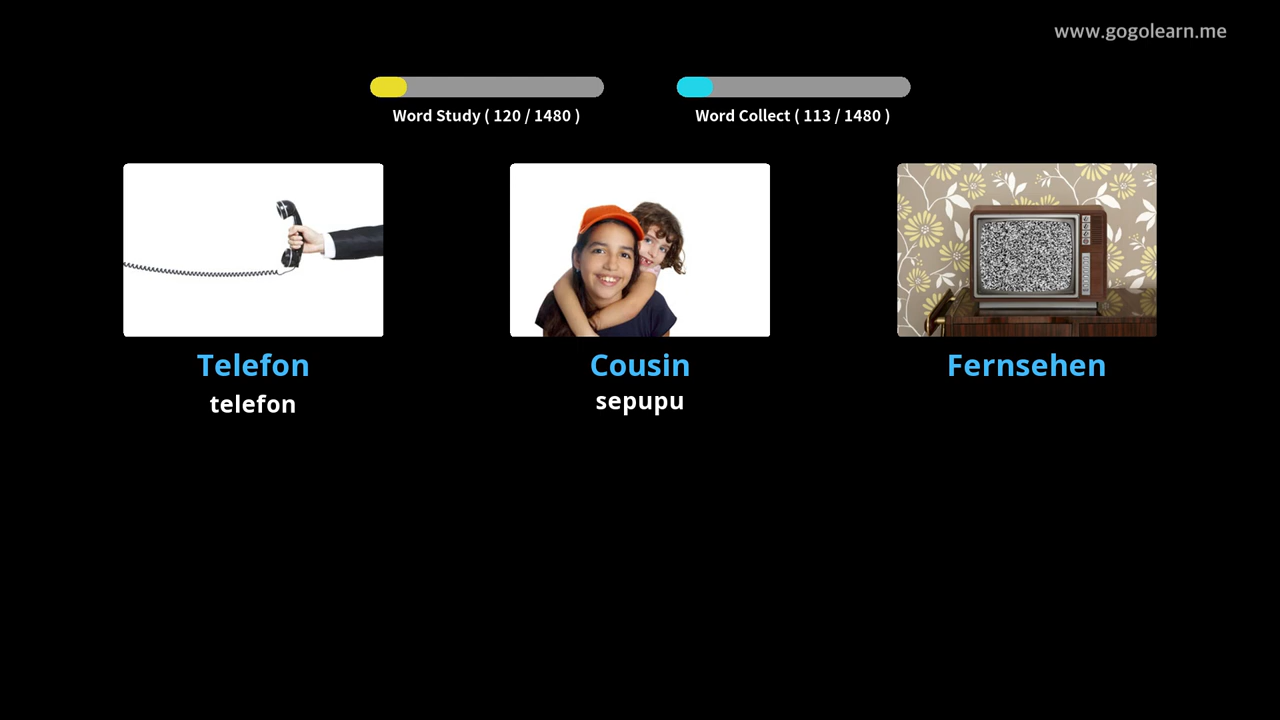 www.gogolearn.me
Word Study ( 120 / 1480 )
Word Collect ( 113 / 1480 )
Telefon
telefon
Cousin
sepupu
Fernsehen